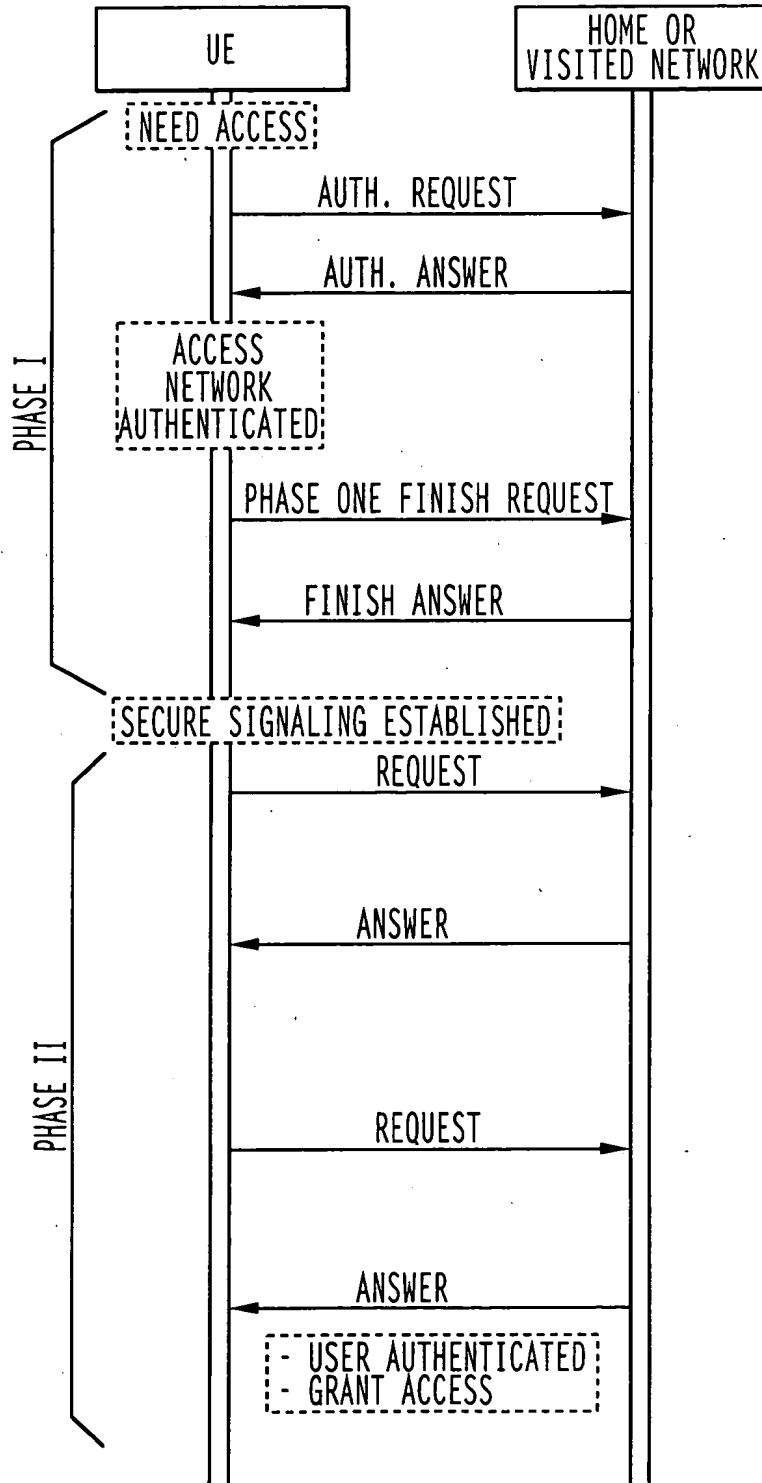 UE
HOME OR
VISITED NETWORK
NEED ACCESS
AUTH. REQUEST
AUTH. ANSWER
ACCESS
NETWORK
AUTHENTICATED
PHASE I
PHASE ONE FINISH REQUEST
FINISH ANSWER
SECURE SIGNALING ESTABLISHED
REQUEST
ANSWER
PHASE II
REQUEST
ANSWER
- USER AUTHENTICATED
- GRANT ACCESS